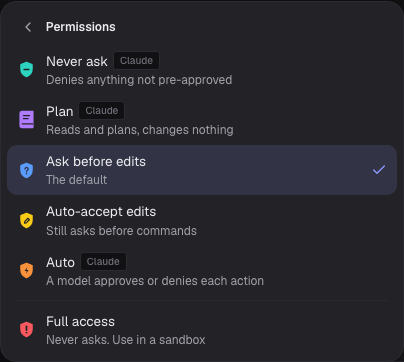 Permissions
Never ask Claude
Denies anything not pre-approved
Plan Claude
Reads and plans, changes nothing
Ask before edits
The default
Auto-accept edits
Still asks before commands
Auto Claude
A model approves or denies each action
Full access
Never asks. Use in a sandbox